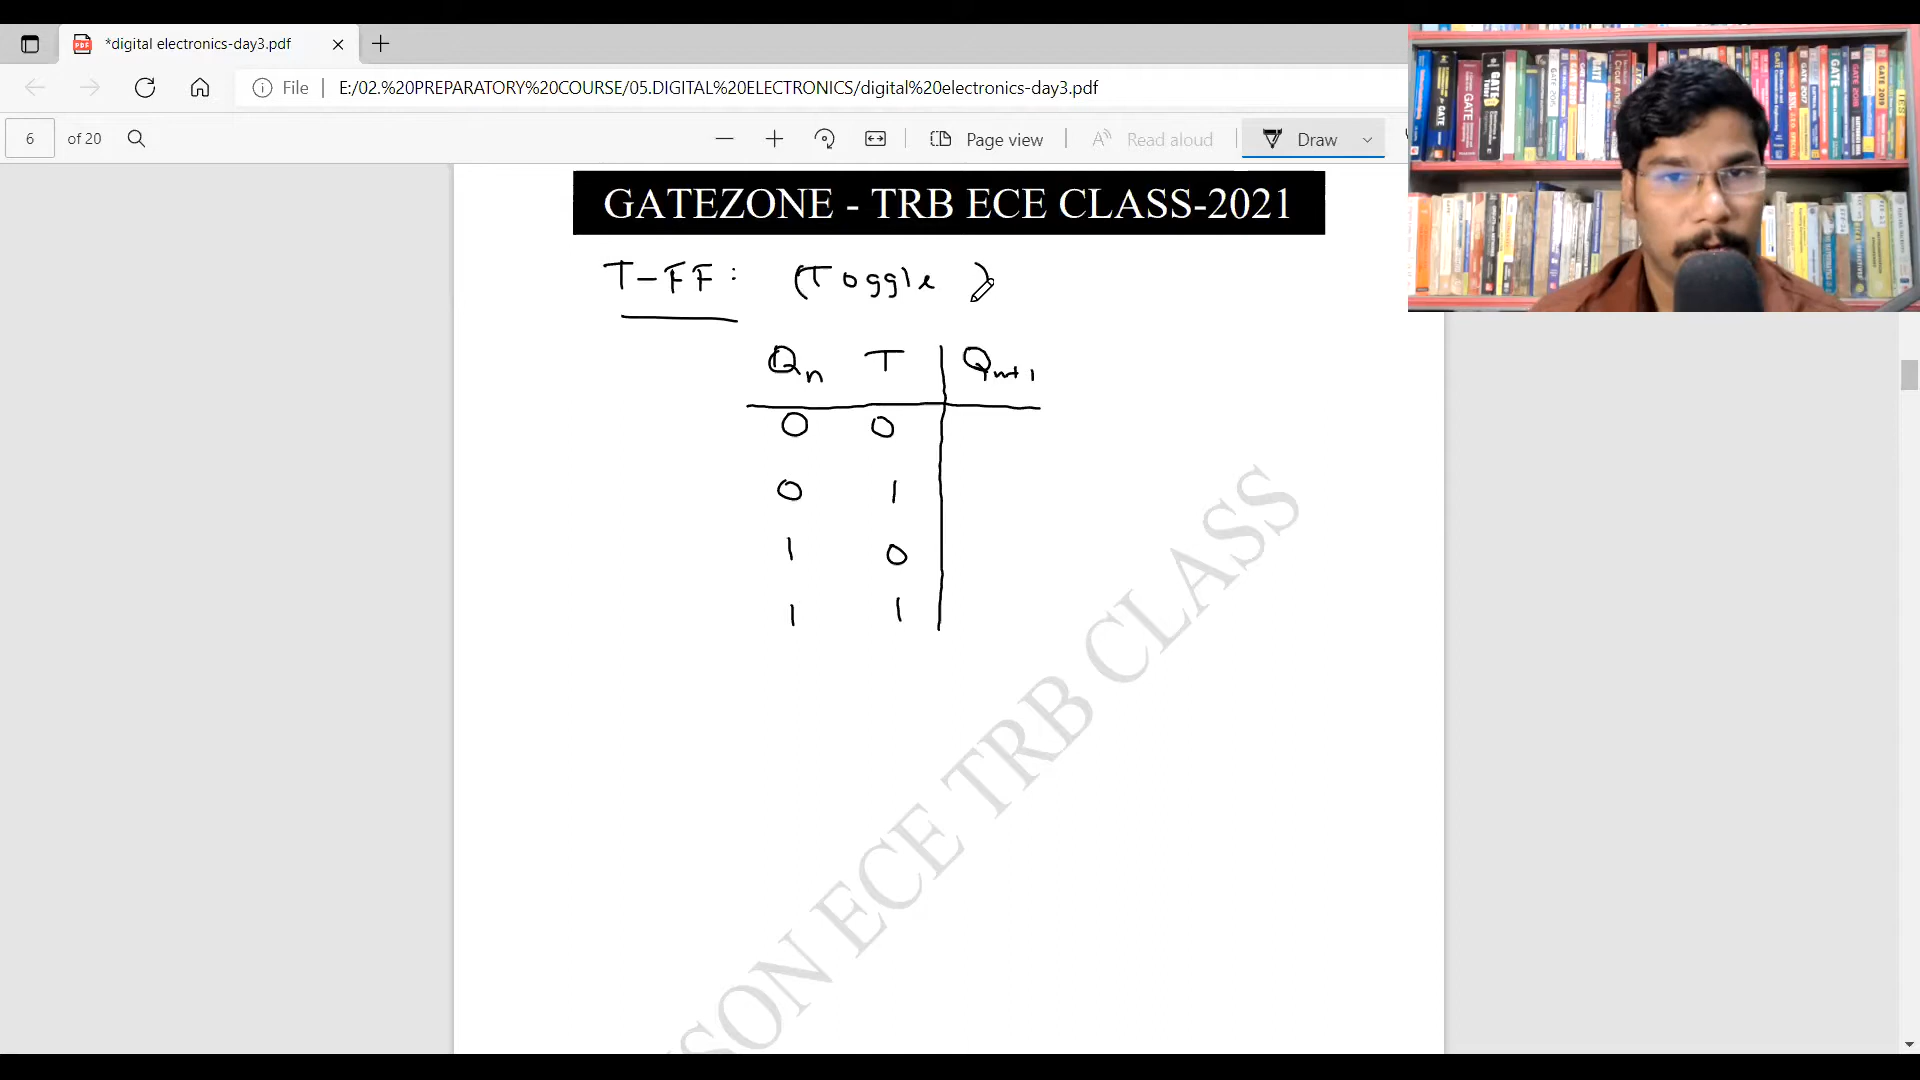 *digital electronics-day3.pdf
File E:/02.%20PREPARATORY%20COURSE/05.DIGITAL%20ELECTRONICS/digital%20electronics-day3.pdf
6 of 20 Page view Read aloud Draw
GATEZONE - TRB ECE CLASS-2021
T-FF: (Toggle)
Qn T Qn+1
0 0
0 1
1 0
1 1
SON ECE TRB CLASS